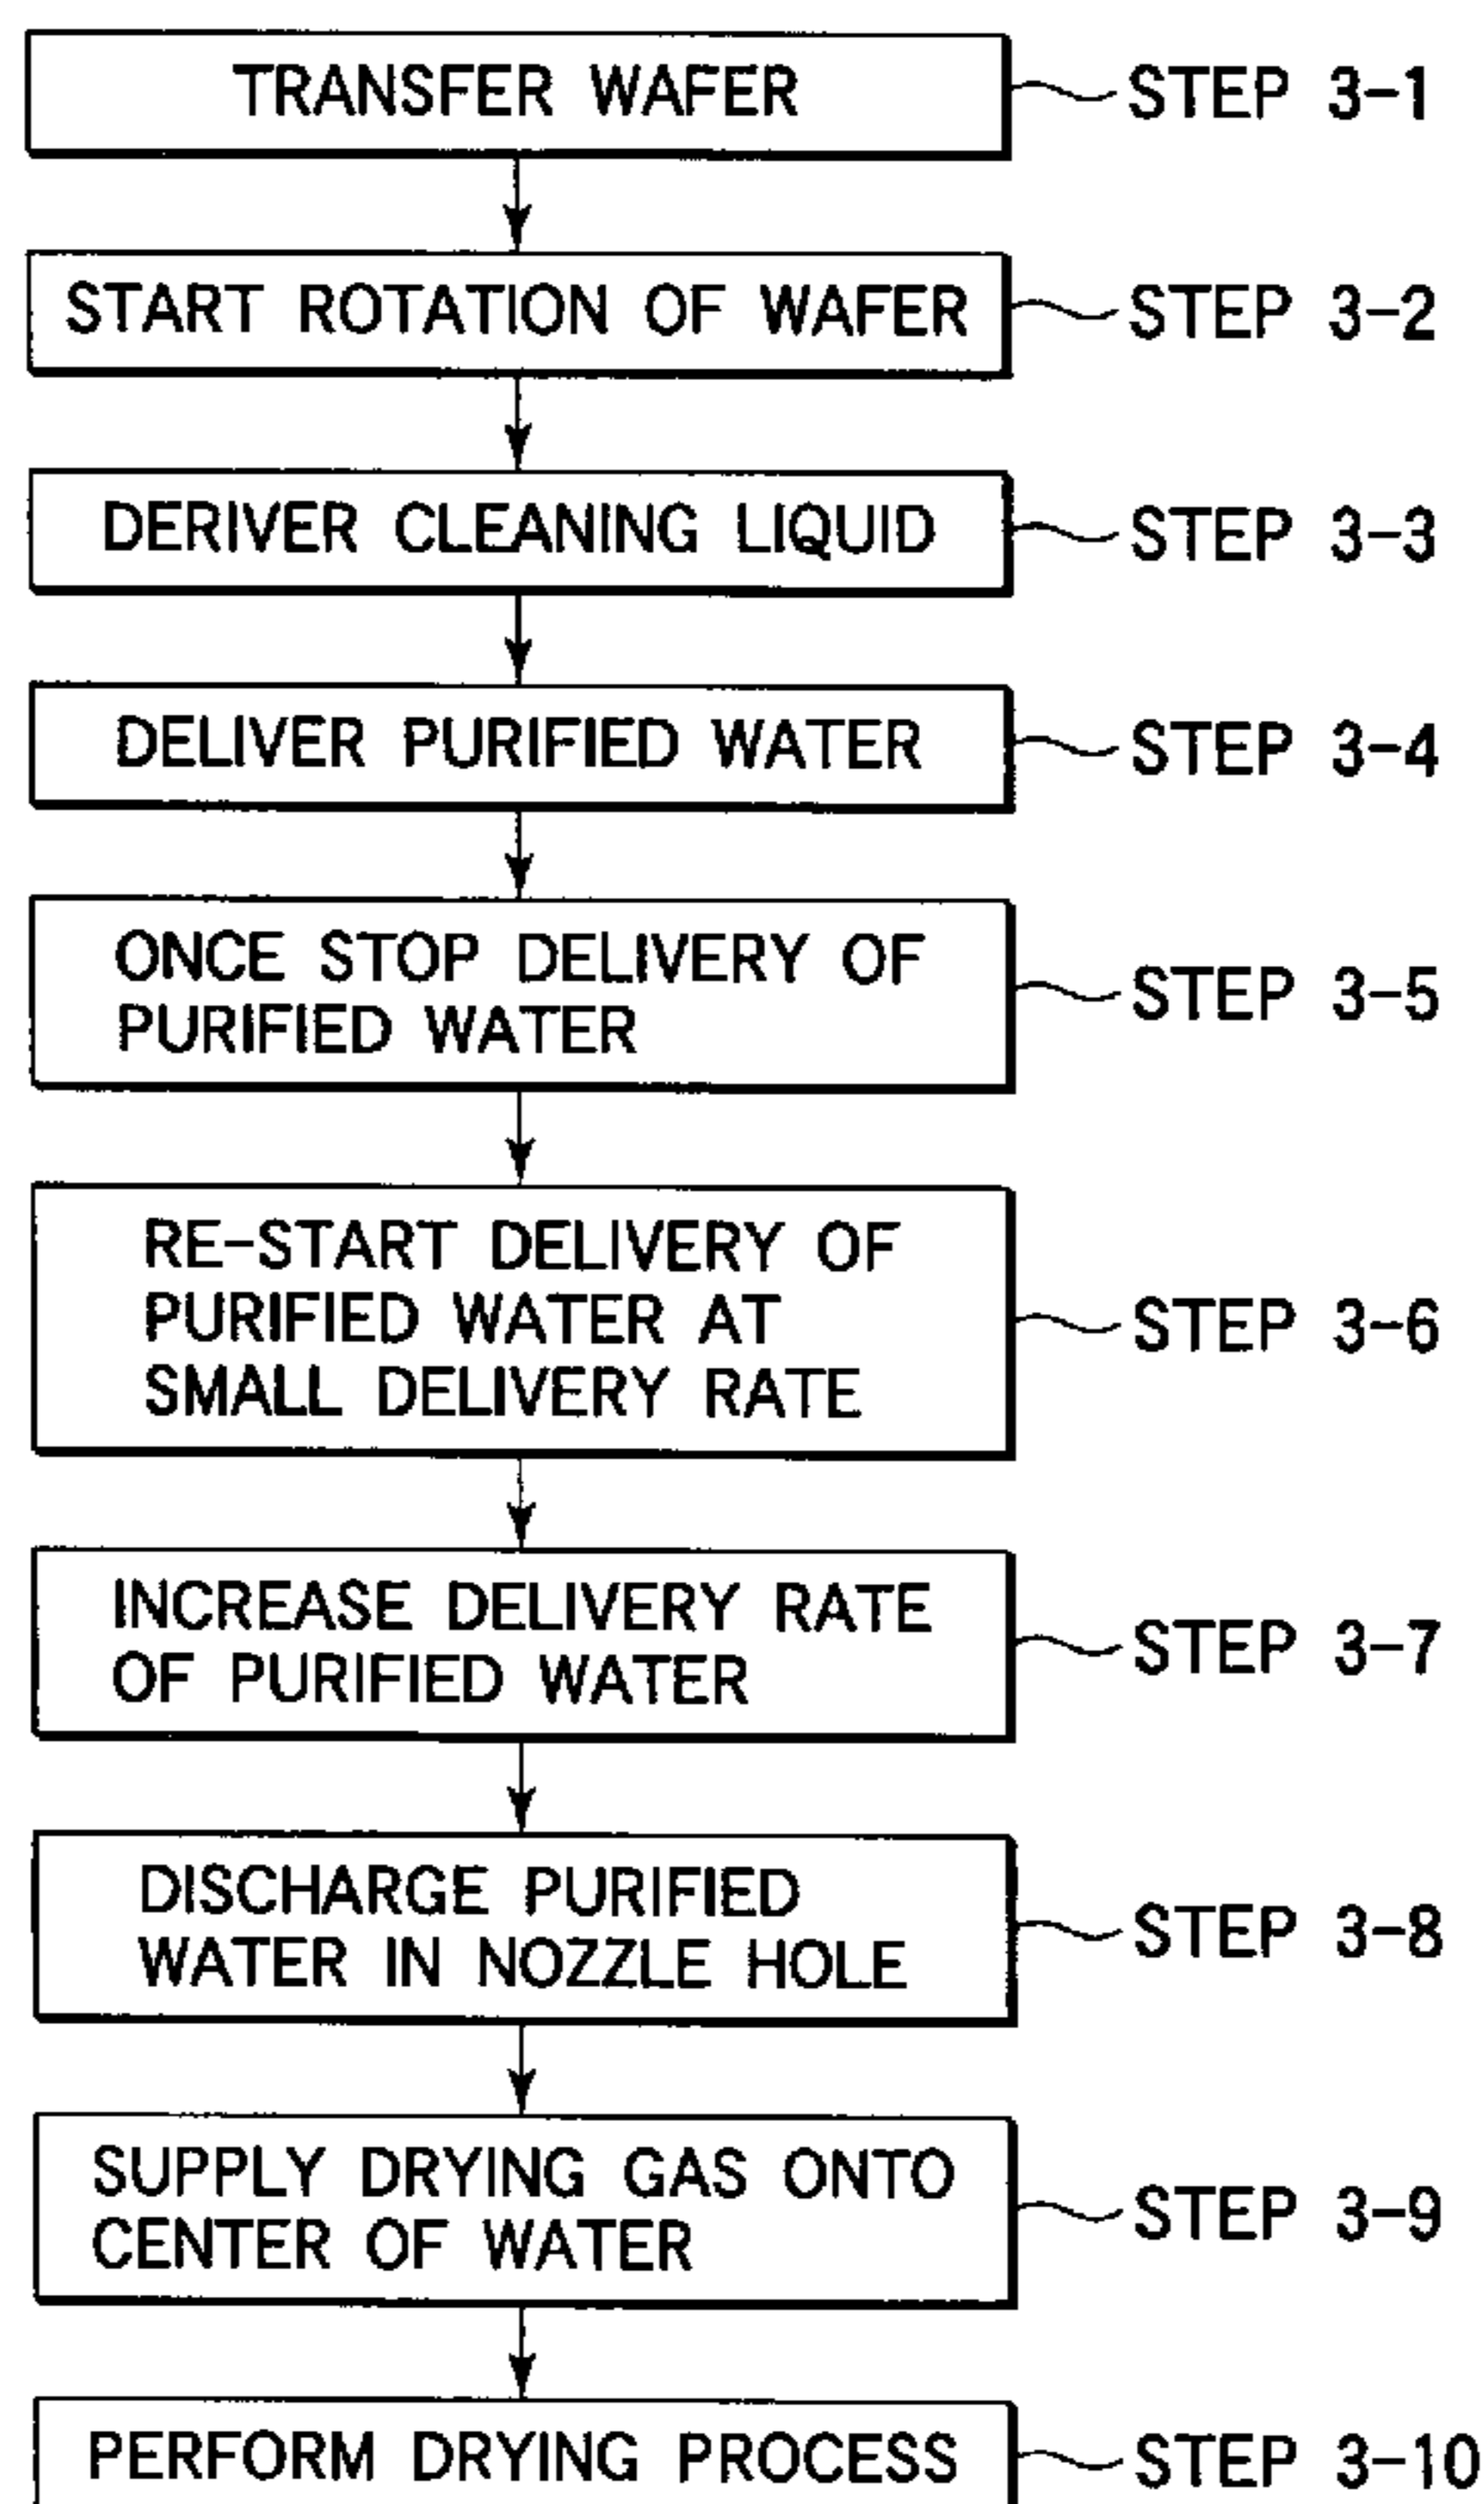 TRANSFER WAFER
STEP 3-1
START ROTATION OF WAFER
STEP 3-2
DERIVER CLEANING LIQUID
STEP 3-3
DELIVER PURIFIED WATER
STEP 3-4
ONCE STOP DELIVERY OF
PURIFIED WATER
STEP 3-5
RE-START DELIVERY OF
PURIFIED WATER AT
SMALL DELIVERY RATE
STEP 3-6
INCREASE DELIVERY RATE
OF PURIFIED WATER
STEP 3-7
DISCHARGE PURIFIED
WATER IN NOZZLE HOLE
STEP 3-8
SUPPLY DRYING GAS ONTO
CENTER OF WATER
STEP 3-9
PERFORM DRYING PROCESS
STEP 3-10